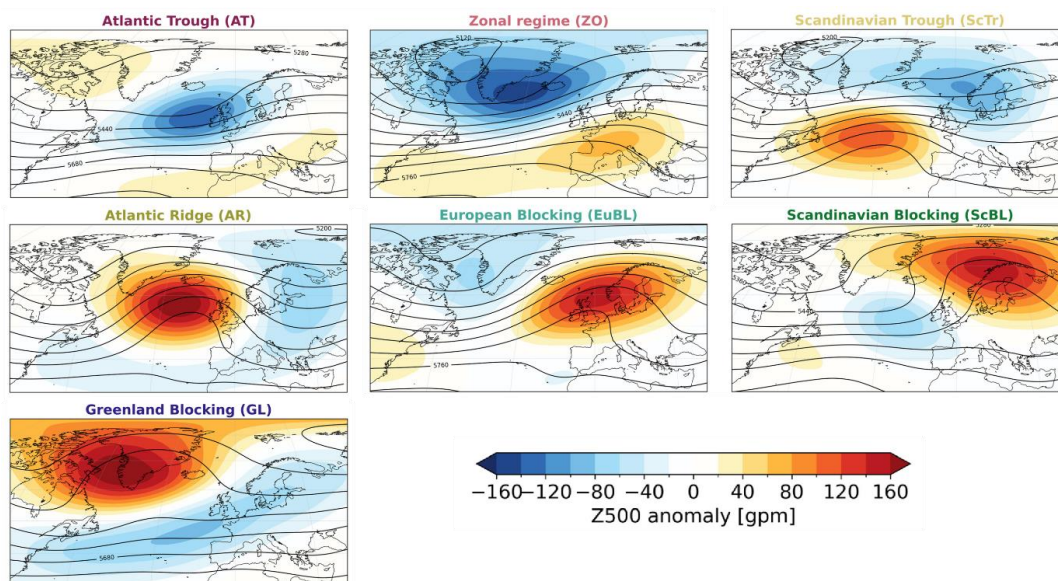 Atlantic Trough (AT)
Zonal regime (ZO)
Scandinavian Trough (ScTr)
5280
5440
5680
5120
5440
5760
5200
Atlantic Ridge (AR)
European Blocking (EuBL)
Scandinavian Blocking (ScBL)
5200
5760
5280
Greenland Blocking (GL)
5680
−160 −120 −80 −40 0 40 80 120 160
Z500 anomaly [gpm]